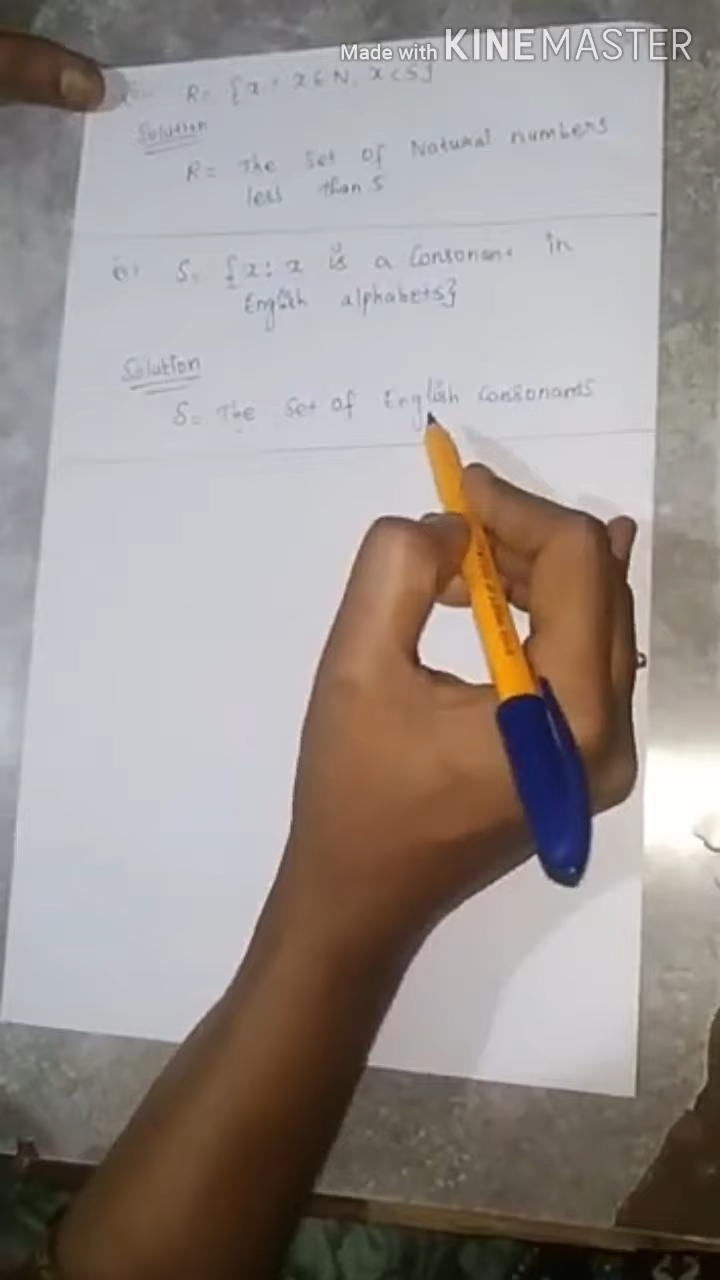 Made with KINEMASTER
R= {x : x ∈ N, x < 5}
Solution
R= The Set of Natural numbers
less than 5
S= {x : x is a Consonant in
English alphabets}
Solution
S= The Set of English Consonants